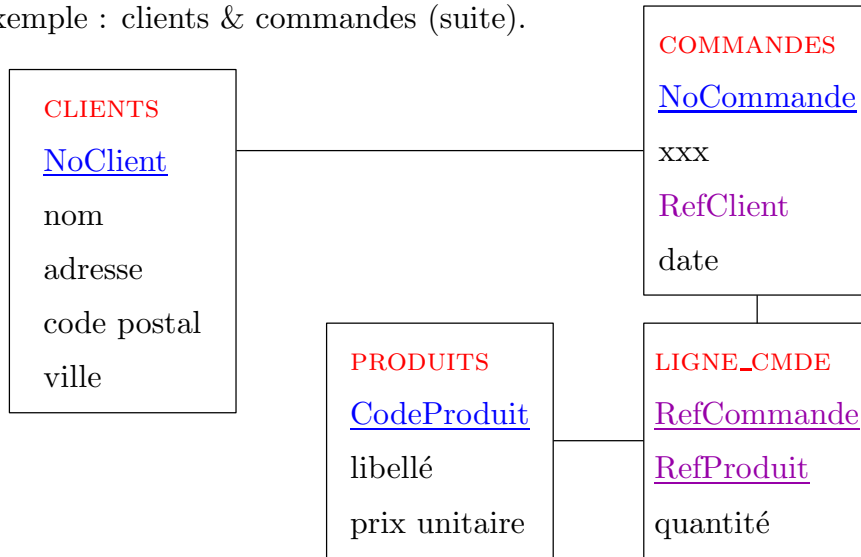 xemple : clients & commandes (suite).
CLIENTS
NoClient
nom
adresse
code postal
ville
COMMANDES
NoCommande
xxx
RefClient
date
PRODUITS
CodeProduit
libellé
prix unitaire
LIGNE_CMDE
RefCommande
RefProduit
quantité